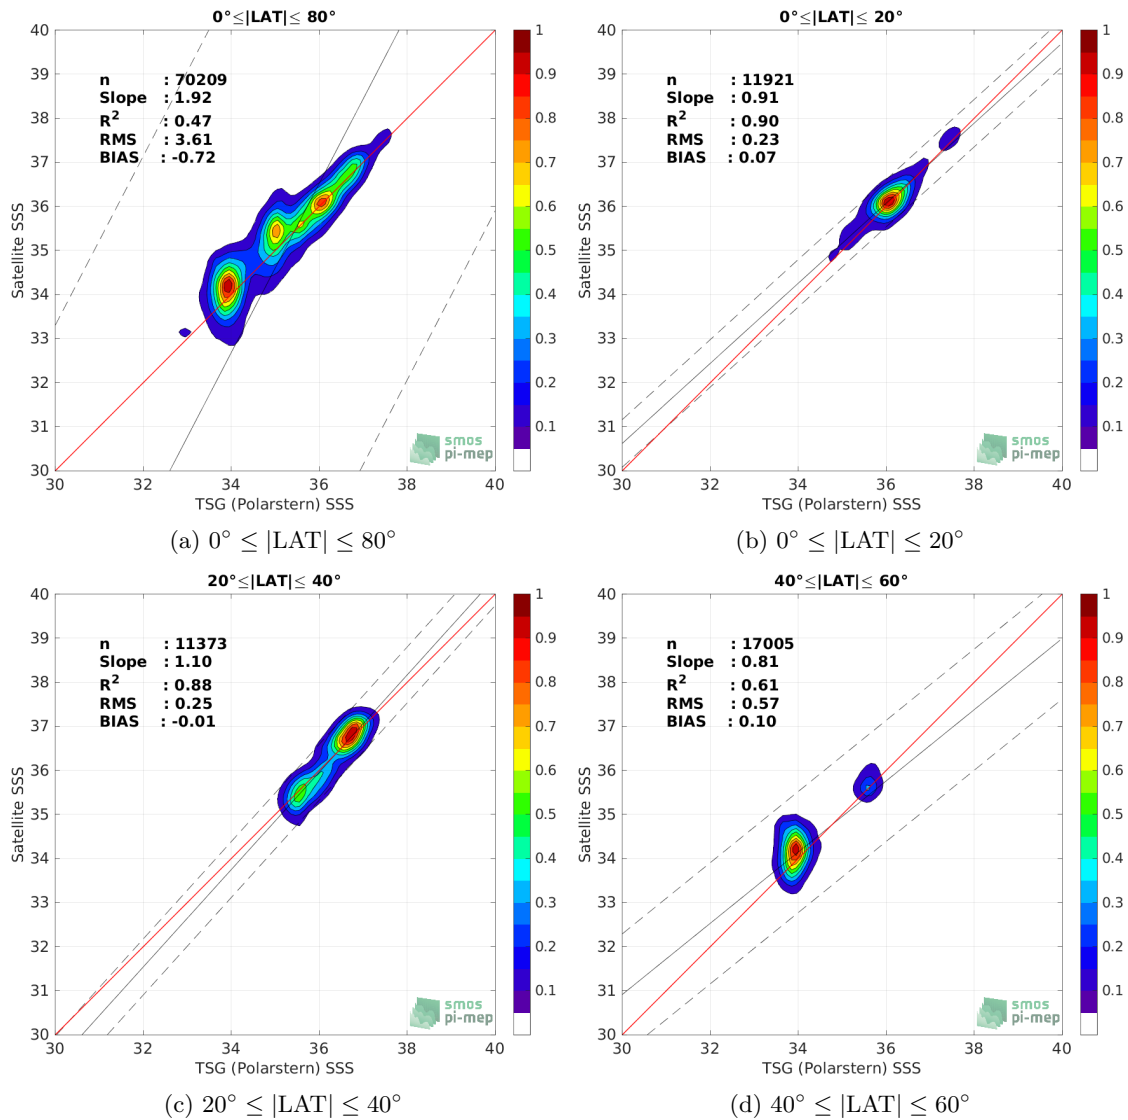 0°≤|LAT|≤ 80°
40
39
38
37
36
35
34
33
32
31
30
Satellite SSS
n : 70209
Slope : 1.92
R² : 0.47
RMS : 3.61
BIAS : -0.72
smos
pi-mep
30 32 34 36 38 40
TSG (Polarstern) SSS
1
0.9
0.8
0.7
0.6
0.5
0.4
0.3
0.2
0.1
(a) 0° ≤ |LAT| ≤ 80°
0°≤|LAT|≤ 20°
40
39
38
37
36
35
34
33
32
31
30
Satellite SSS
n : 11921
Slope : 0.91
R² : 0.90
RMS : 0.23
BIAS : 0.07
smos
pi-mep
30 32 34 36 38 40
TSG (Polarstern) SSS
1
0.9
0.8
0.7
0.6
0.5
0.4
0.3
0.2
0.1
(b) 0° ≤ |LAT| ≤ 20°
20°≤|LAT|≤ 40°
40
39
38
37
36
35
34
33
32
31
30
Satellite SSS
n : 11373
Slope : 1.10
R² : 0.88
RMS : 0.25
BIAS : -0.01
smos
pi-mep
30 32 34 36 38 40
TSG (Polarstern) SSS
1
0.9
0.8
0.7
0.6
0.5
0.4
0.3
0.2
0.1
(c) 20° ≤ |LAT| ≤ 40°
40°≤|LAT|≤ 60°
40
39
38
37
36
35
34
33
32
31
30
Satellite SSS
n : 17005
Slope : 0.81
R² : 0.61
RMS : 0.57
BIAS : 0.10
smos
pi-mep
30 32 34 36 38 40
TSG (Polarstern) SSS
1
0.9
0.8
0.7
0.6
0.5
0.4
0.3
0.2
0.1
(d) 40° ≤ |LAT| ≤ 60°